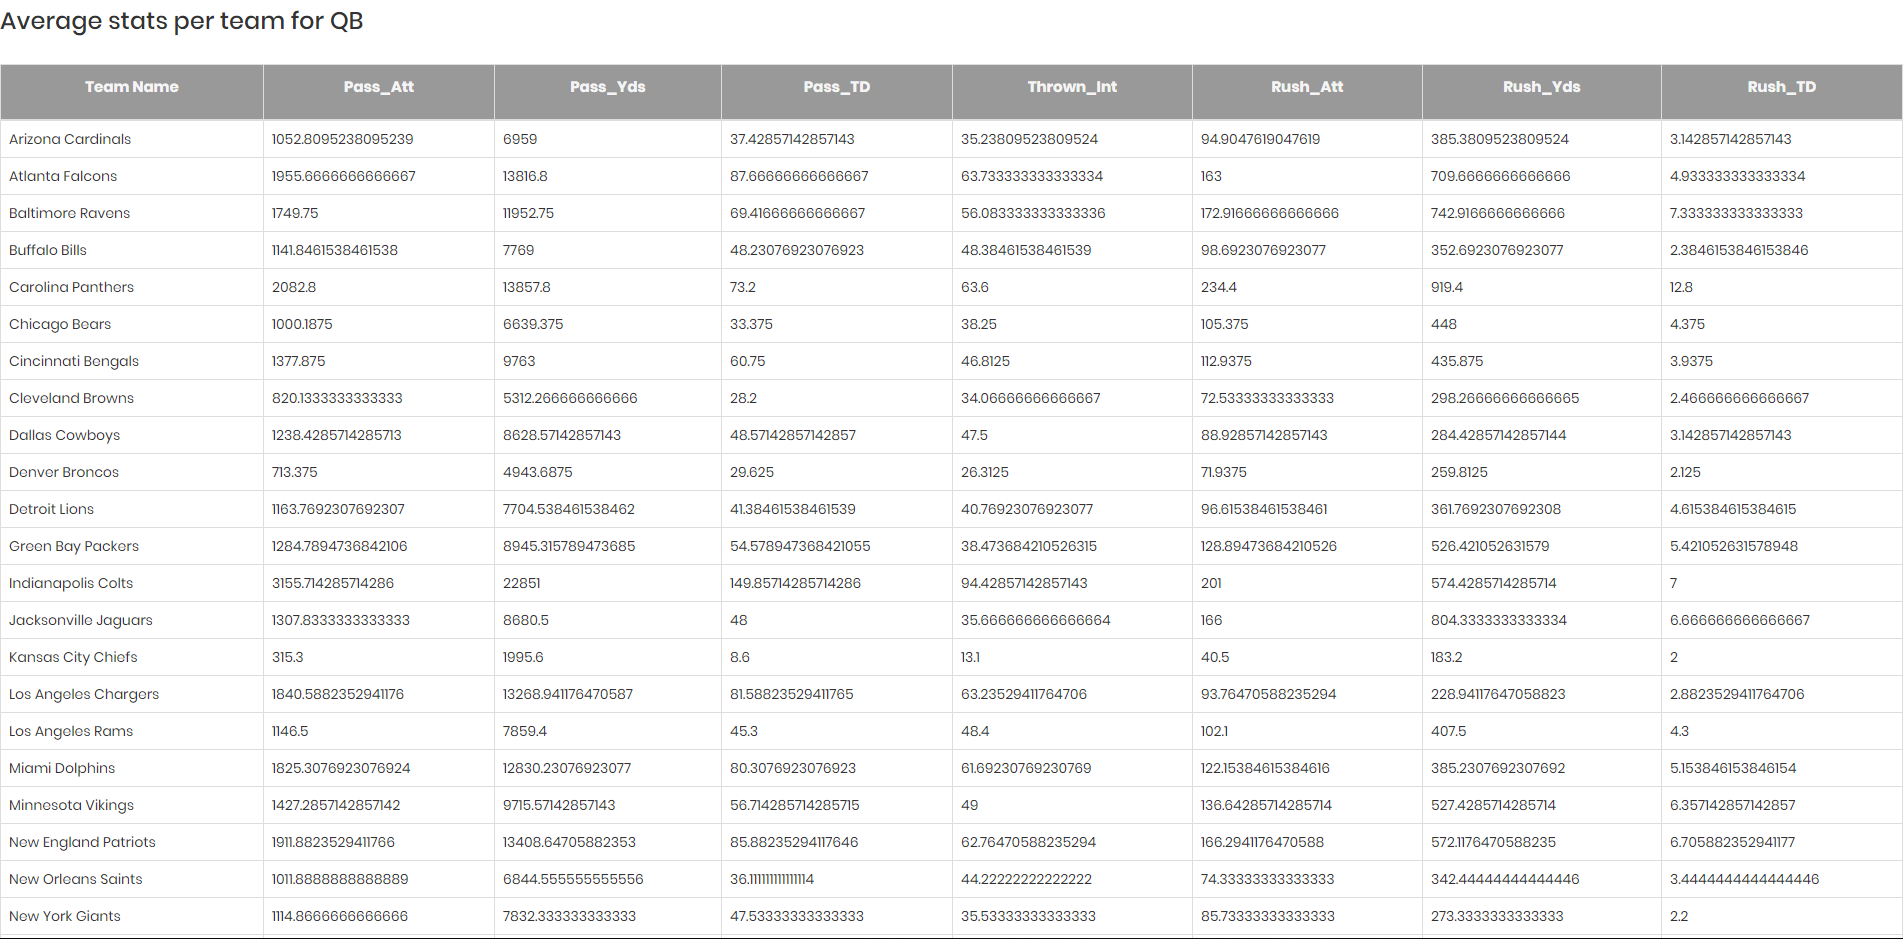 Average stats per team for QB
Team Name Pass_Att Pass_Yds Pass_TD Thrown_Int Rush_Att Rush_Yds Rush_TD
Arizona Cardinals 1052.8095238095239 6959 37.42857142857143 35.23809523809524 94.9047619047619 385.3809523809524 3.142857142857143
Atlanta Falcons 1955.6666666666667 13816.8 87.66666666666667 63.733333333333334 163 709.6666666666666 4.933333333333334
Baltimore Ravens 1749.75 11952.75 69.41666666666667 56.083333333333336 172.91666666666666 742.9166666666666 7.333333333333333
Buffalo Bills 1141.8461538461538 7769 48.23076923076923 48.38461538461539 98.6923076923077 352.6923076923077 2.3846153846153846
Carolina Panthers 2082.8 13857.8 73.2 63.6 234.4 919.4 12.8
Chicago Bears 1000.1875 6639.375 33.375 38.25 105.375 448 4.375
Cincinnati Bengals 1377.875 9763 60.75 46.8125 112.9375 435.875 3.9375
Cleveland Browns 820.1333333333333 5312.266666666666 28.2 34.06666666666667 72.53333333333333 298.26666666666665 2.466666666666667
Dallas Cowboys 1238.4285714285713 8628.57142857143 48.57142857142857 47.5 88.92857142857143 284.42857142857144 3.142857142857143
Denver Broncos 713.375 4943.6875 29.625 26.3125 71.9375 259.8125 2.125
Detroit Lions 1163.7692307692307 7704.538461538462 41.38461538461539 40.76923076923077 96.61538461538461 361.7692307692308 4.615384615384615
Green Bay Packers 1284.7894736842106 8945.315789473685 54.578947368421055 38.473684210526315 128.89473684210526 526.421052631579 5.421052631578948
Indianapolis Colts 3155.714285714286 22851 149.85714285714286 94.42857142857143 201 574.4285714285714 7
Jacksonville Jaguars 1307.8333333333333 8680.5 48 35.666666666666664 166 804.3333333333334 6.666666666666667
Kansas City Chiefs 315.3 1995.6 8.6 13.1 40.5 183.2 2
Los Angeles Chargers 1840.5882352941176 13268.941176470587 81.58823529411765 63.23529411764706 93.76470588235294 228.94117647058823 2.8823529411764706
Los Angeles Rams 1146.5 7859.4 45.3 48.4 102.1 407.5 4.3
Miami Dolphins 1825.3076923076924 12830.23076923077 80.3076923076923 61.69230769230769 122.15384615384616 385.2307692307692 5.153846153846154
Minnesota Vikings 1427.2857142857142 9715.57142857143 56.714285714285715 49 136.64285714285714 527.4285714285714 6.357142857142857
New England Patriots 1911.8823529411766 13408.64705882353 85.88235294117646 62.76470588235294 166.2941176470588 572.1176470588235 6.705882352941177
New Orleans Saints 1011.8888888888889 6844.555555555556 36.111111111111114 44.22222222222222 74.33333333333333 342.44444444444446 3.4444444444444446
New York Giants 1114.8666666666666 7832.333333333333 47.53333333333333 35.53333333333333 85.73333333333333 273.3333333333333 2.2